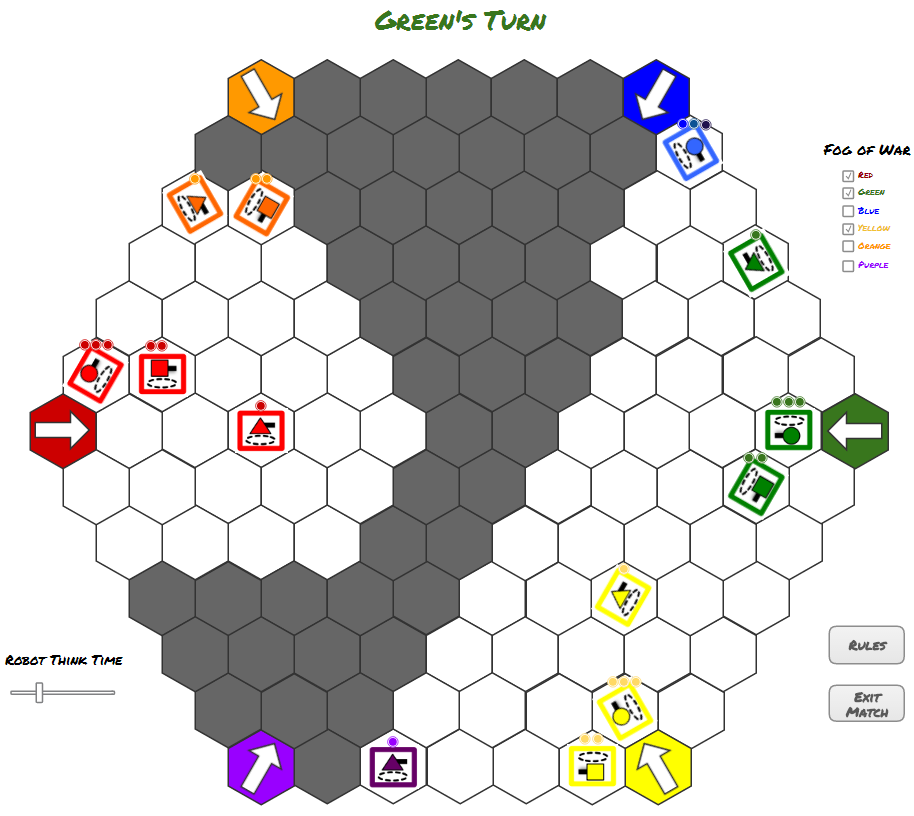 Green's Turn
Fog of War
Red
Green
Blue
Yellow
Orange
Purple
Robot Think Time
Rules
Exit
Match